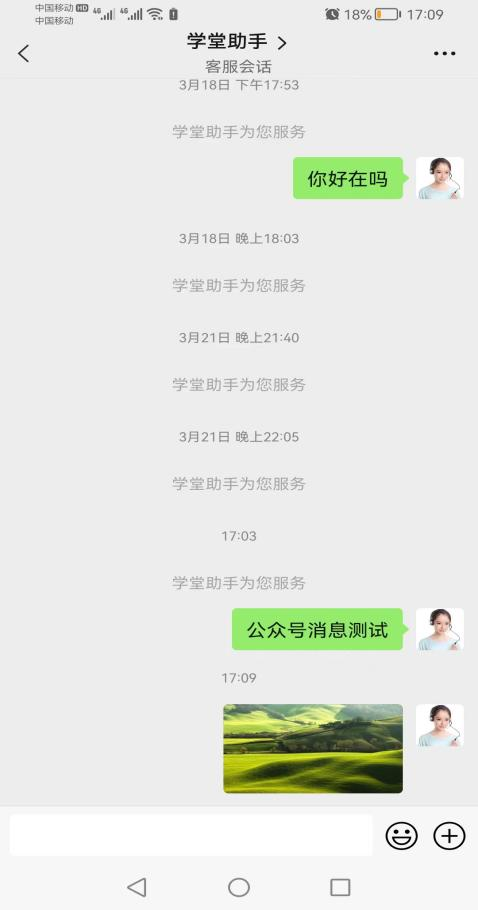 中国移动 HD 4G 4G 18% 17:09
中国移动
学堂助手
客服会话
3月18日 下午17:53
学堂助手为您服务
你好在吗
3月18日 晚上18:03
学堂助手为您服务
3月21日 晚上21:40
学堂助手为您服务
3月21日 晚上22:05
学堂助手为您服务
17:03
学堂助手为您服务
公众号消息测试
17:09